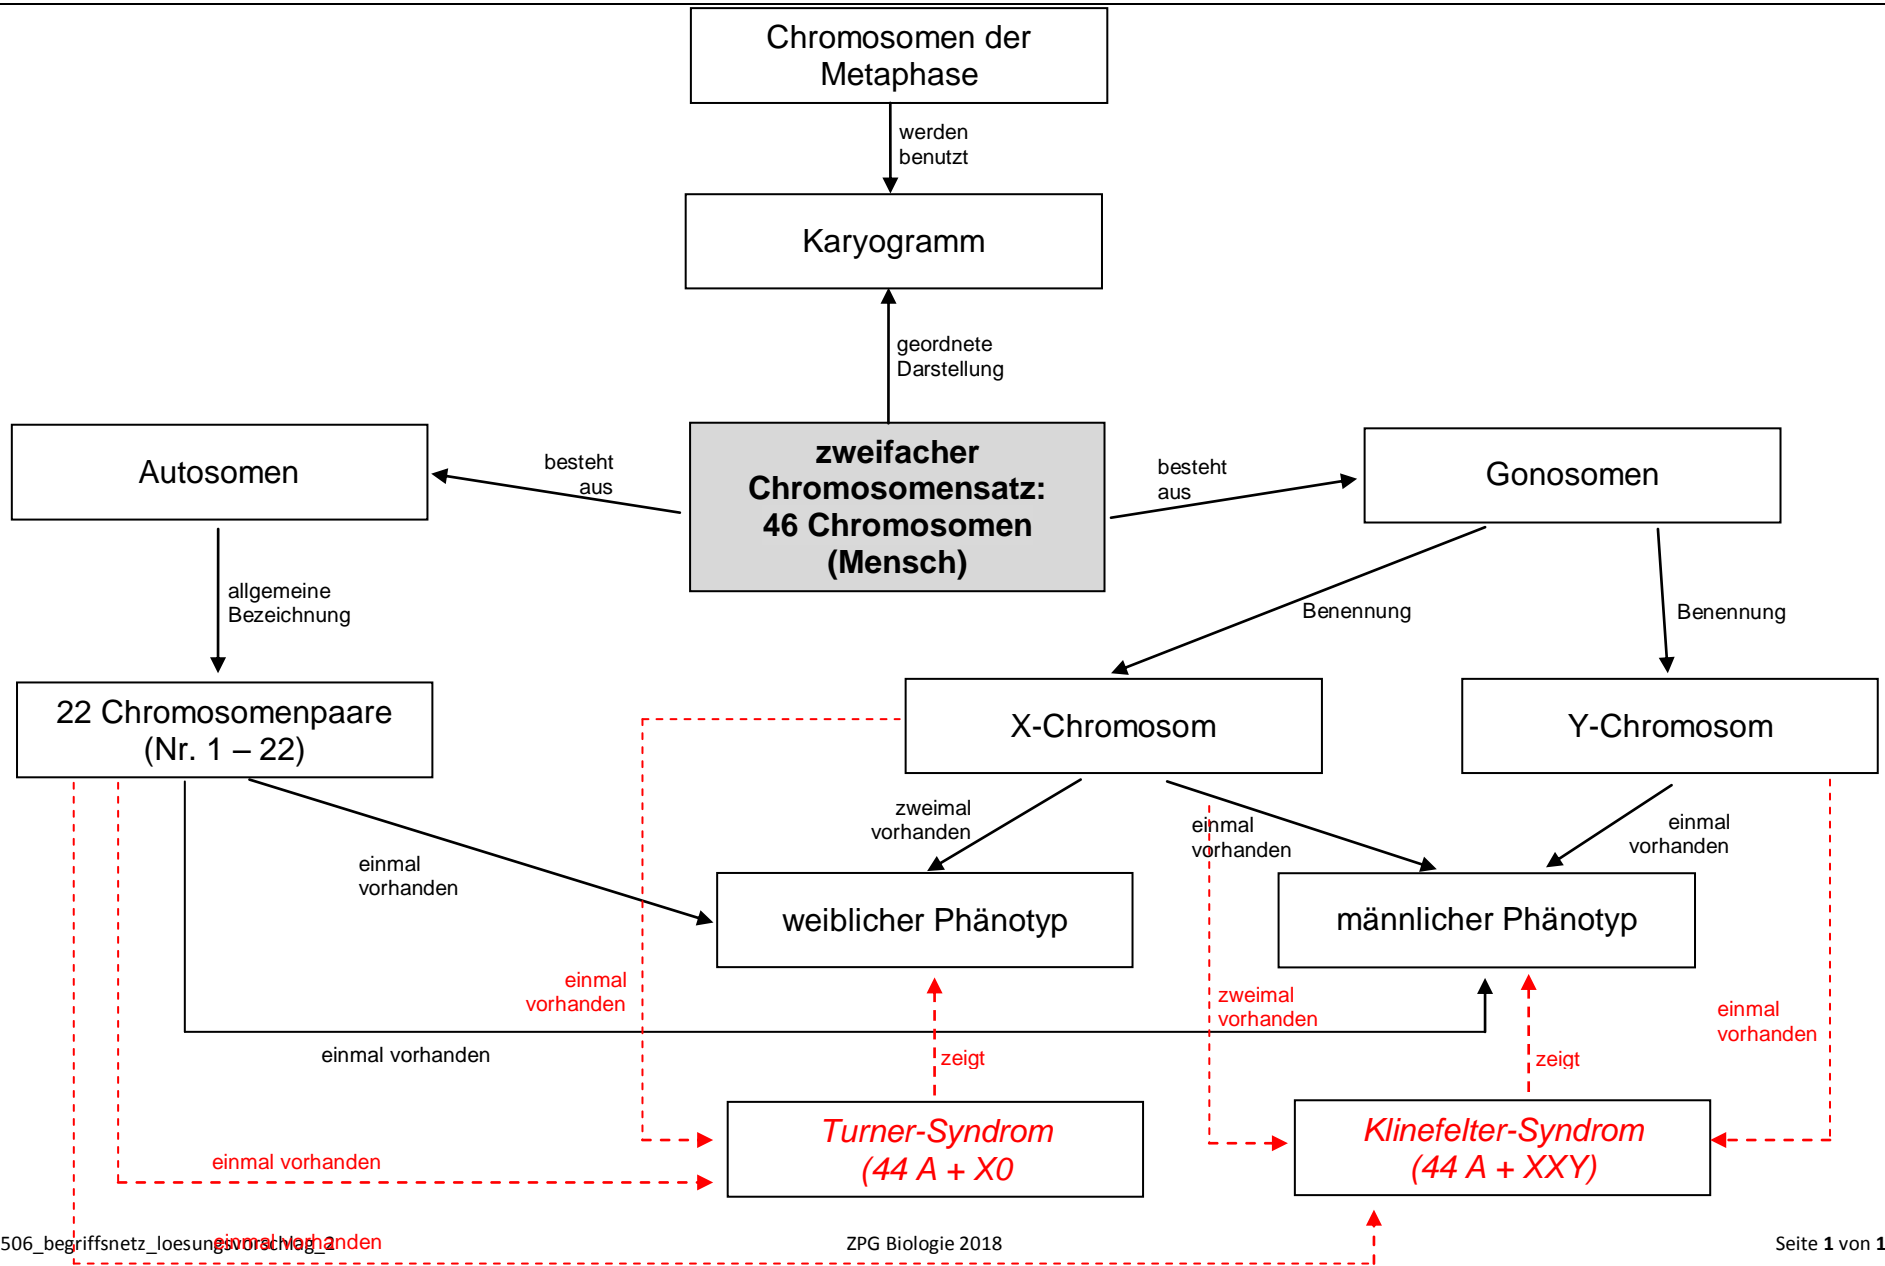 Chromosomen der
Metaphase
werden
benutzt
Karyogramm
geordnete
Darstellung
Autosomen
besteht
aus
zweifacher
Chromosomensatz:
46 Chromosomen
(Mensch)
besteht
aus
Gonosomen
allgemeine
Bezeichnung
Benennung
Benennung
22 Chromosomenpaare
(Nr. 1 – 22)
X-Chromosom
Y-Chromosom
einmal
vorhanden
zweimal
vorhanden
einmal
vorhanden
einmal
vorhanden
weiblicher Phänotyp
männlicher Phänotyp
einmal
vorhanden
zweimal
vorhanden
einmal
vorhanden
einmal vorhanden
zeigt
zeigt
Turner-Syndrom
(44 A + X0
Klinefelter-Syndrom
(44 A + XXY)
einmal vorhanden
einmal vorhanden
506_begriffsnetz_loesungsvorschlag_2
ZPG Biologie 2018
Seite 1 von 1